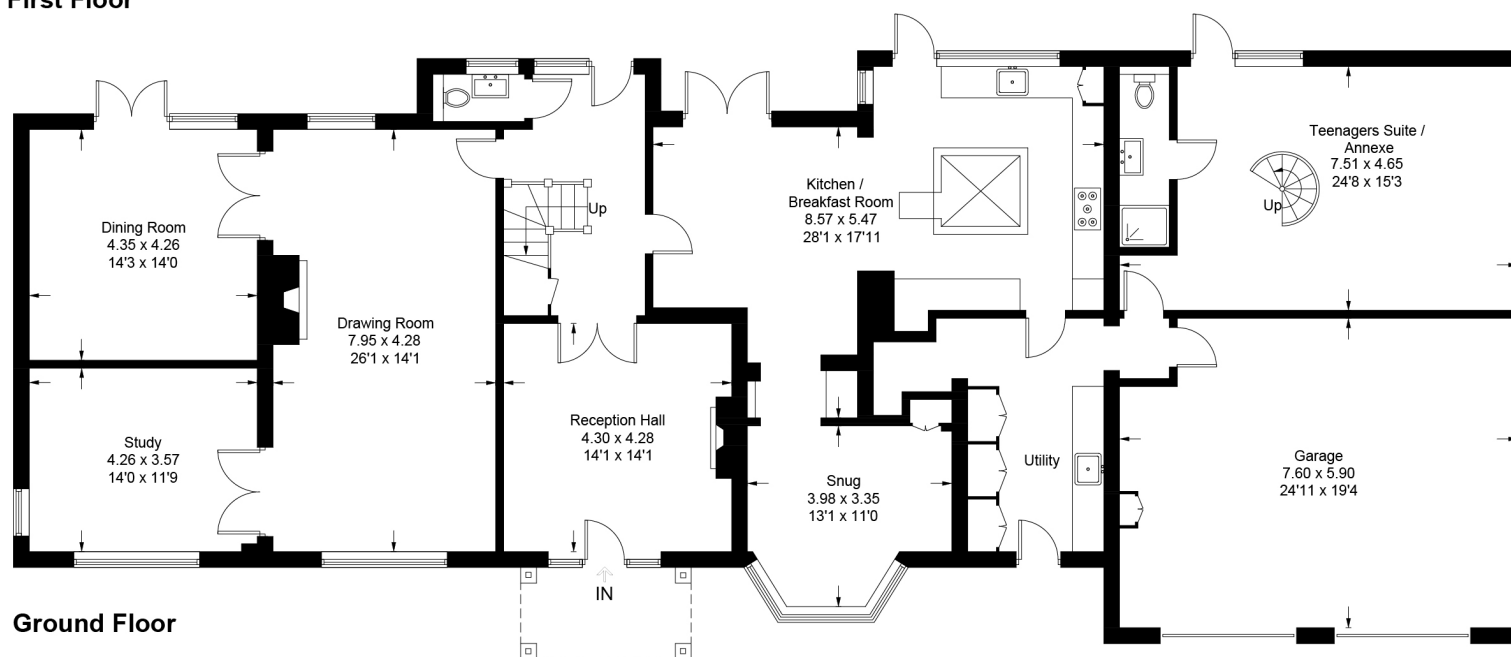 First Floor
Dining Room
4.35 x 4.26
14'3 x 14'0
Drawing Room
7.95 x 4.28
26'1 x 14'1
Study
4.26 x 3.57
14'0 x 11'9
Up
Reception Hall
4.30 x 4.28
14'1 x 14'1
IN
Kitchen /
Breakfast Room
8.57 x 5.47
28'1 x 17'11
Snug
3.98 x 3.35
13'1 x 11'0
Utility
Teenagers Suite /
Annexe
7.51 x 4.65
24'8 x 15'3
Up
Garage
7.60 x 5.90
24'11 x 19'4
Ground Floor